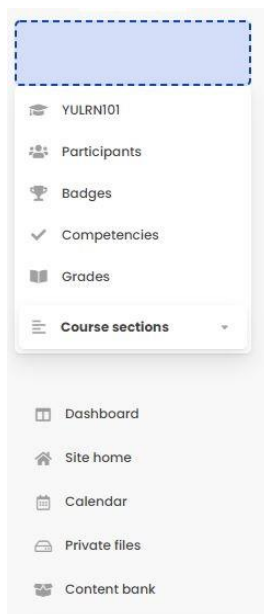 YULRN101
Participants
Badges
Competencies
Grades
Course sections
Dashboard
Site home
Calendar
Private files
Content bank